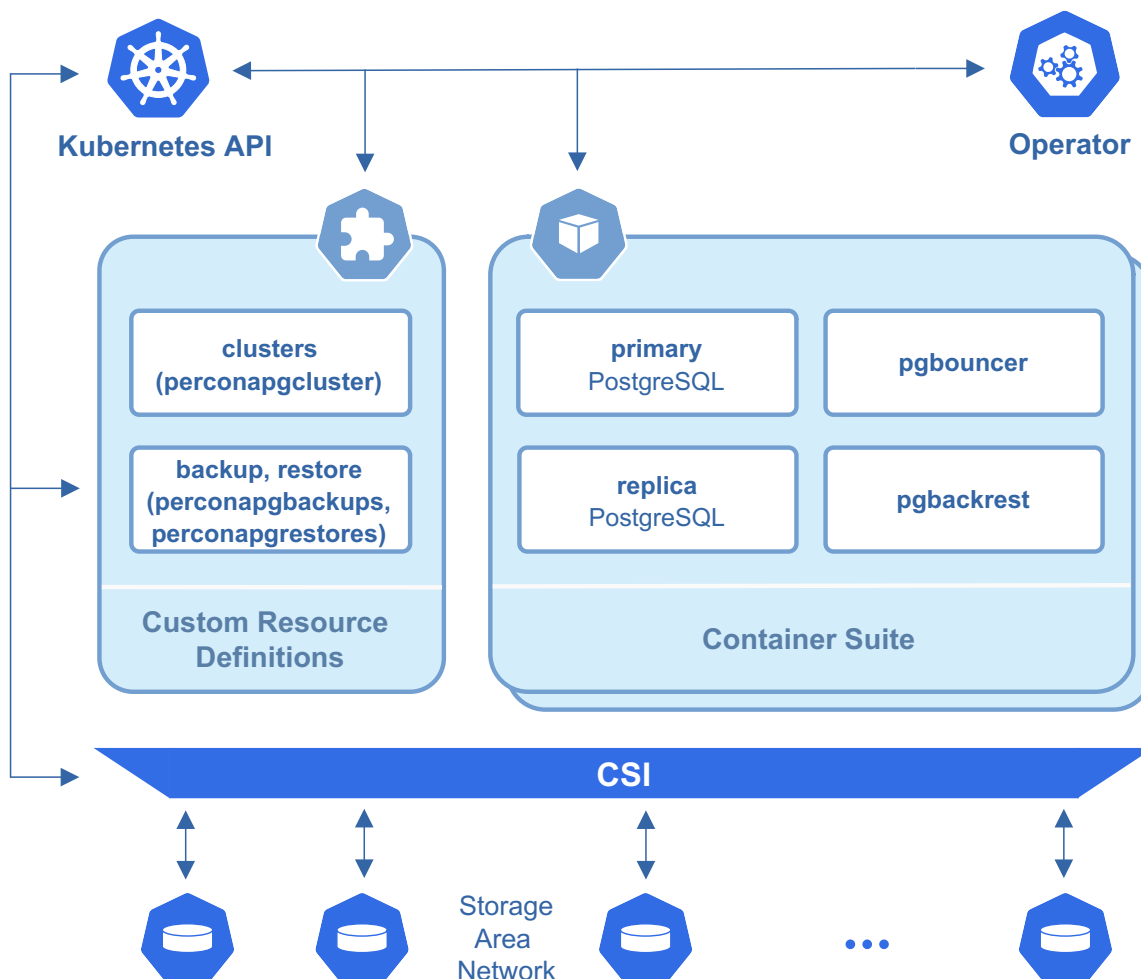 Kubernetes API
Operator
clusters
(perconapgcluster)
backup, restore
(perconapgbackups,
perconapgrestores)
Custom Resource
Definitions
primary
PostgreSQL
pgbouncer
replica
PostgreSQL
pgbackrest
Container Suite
CSI
Storage
Area
Network